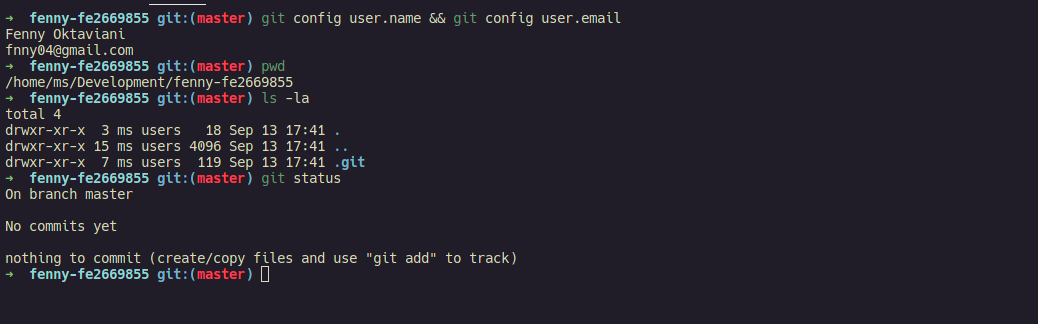 ➜  fenny-fe2669855 git:(master) git config user.name && git config user.email
Fenny Oktaviani
fnny04@gmail.com
➜  fenny-fe2669855 git:(master) pwd
/home/ms/Development/fenny-fe2669855
➜  fenny-fe2669855 git:(master) ls -la
total 4
drwxr-xr-x  3 ms users   18 Sep 13 17:41 .
drwxr-xr-x 15 ms users 4096 Sep 13 17:41 ..
drwxr-xr-x  7 ms users  119 Sep 13 17:41 .git
➜  fenny-fe2669855 git:(master) git status
On branch master
No commits yet
nothing to commit (create/copy files and use "git add" to track)
➜  fenny-fe2669855 git:(master)